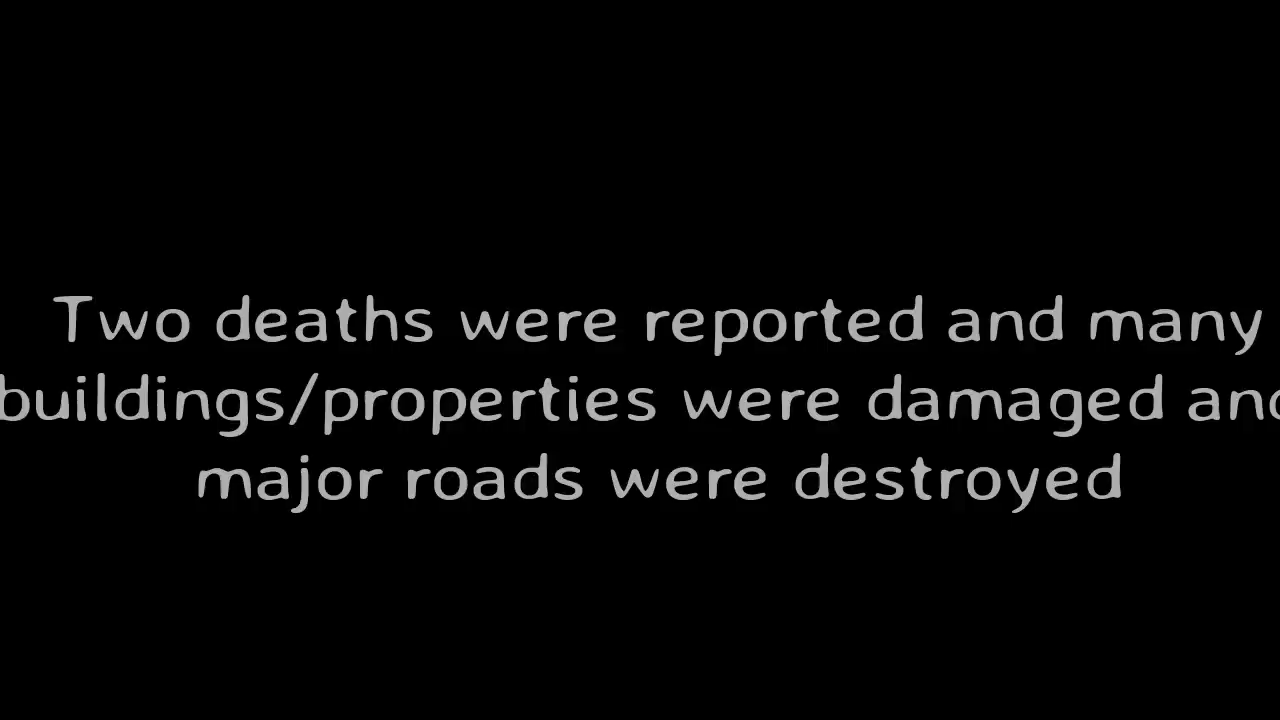 Two deaths were reported and many
buildings/properties were damaged and
major roads were destroyed